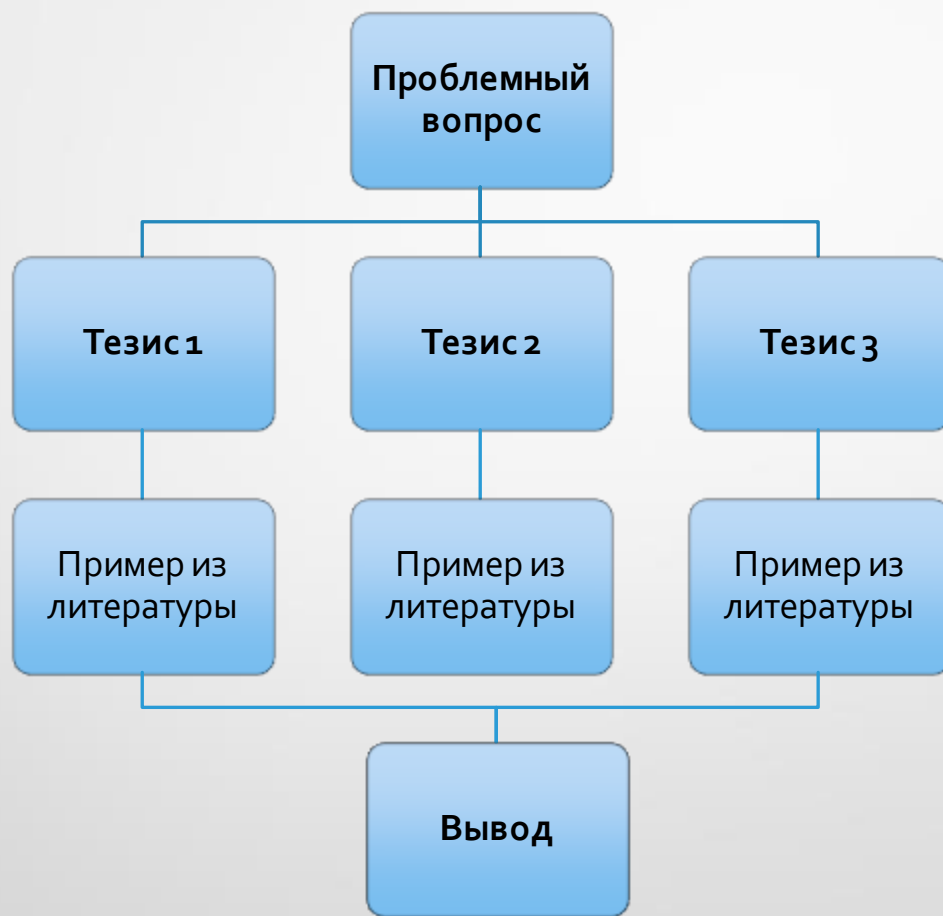 Проблемный
вопрос
Тезис 1
Тезис 2
Тезис 3
Пример из
литературы
Пример из
литературы
Пример из
литературы
Вывод